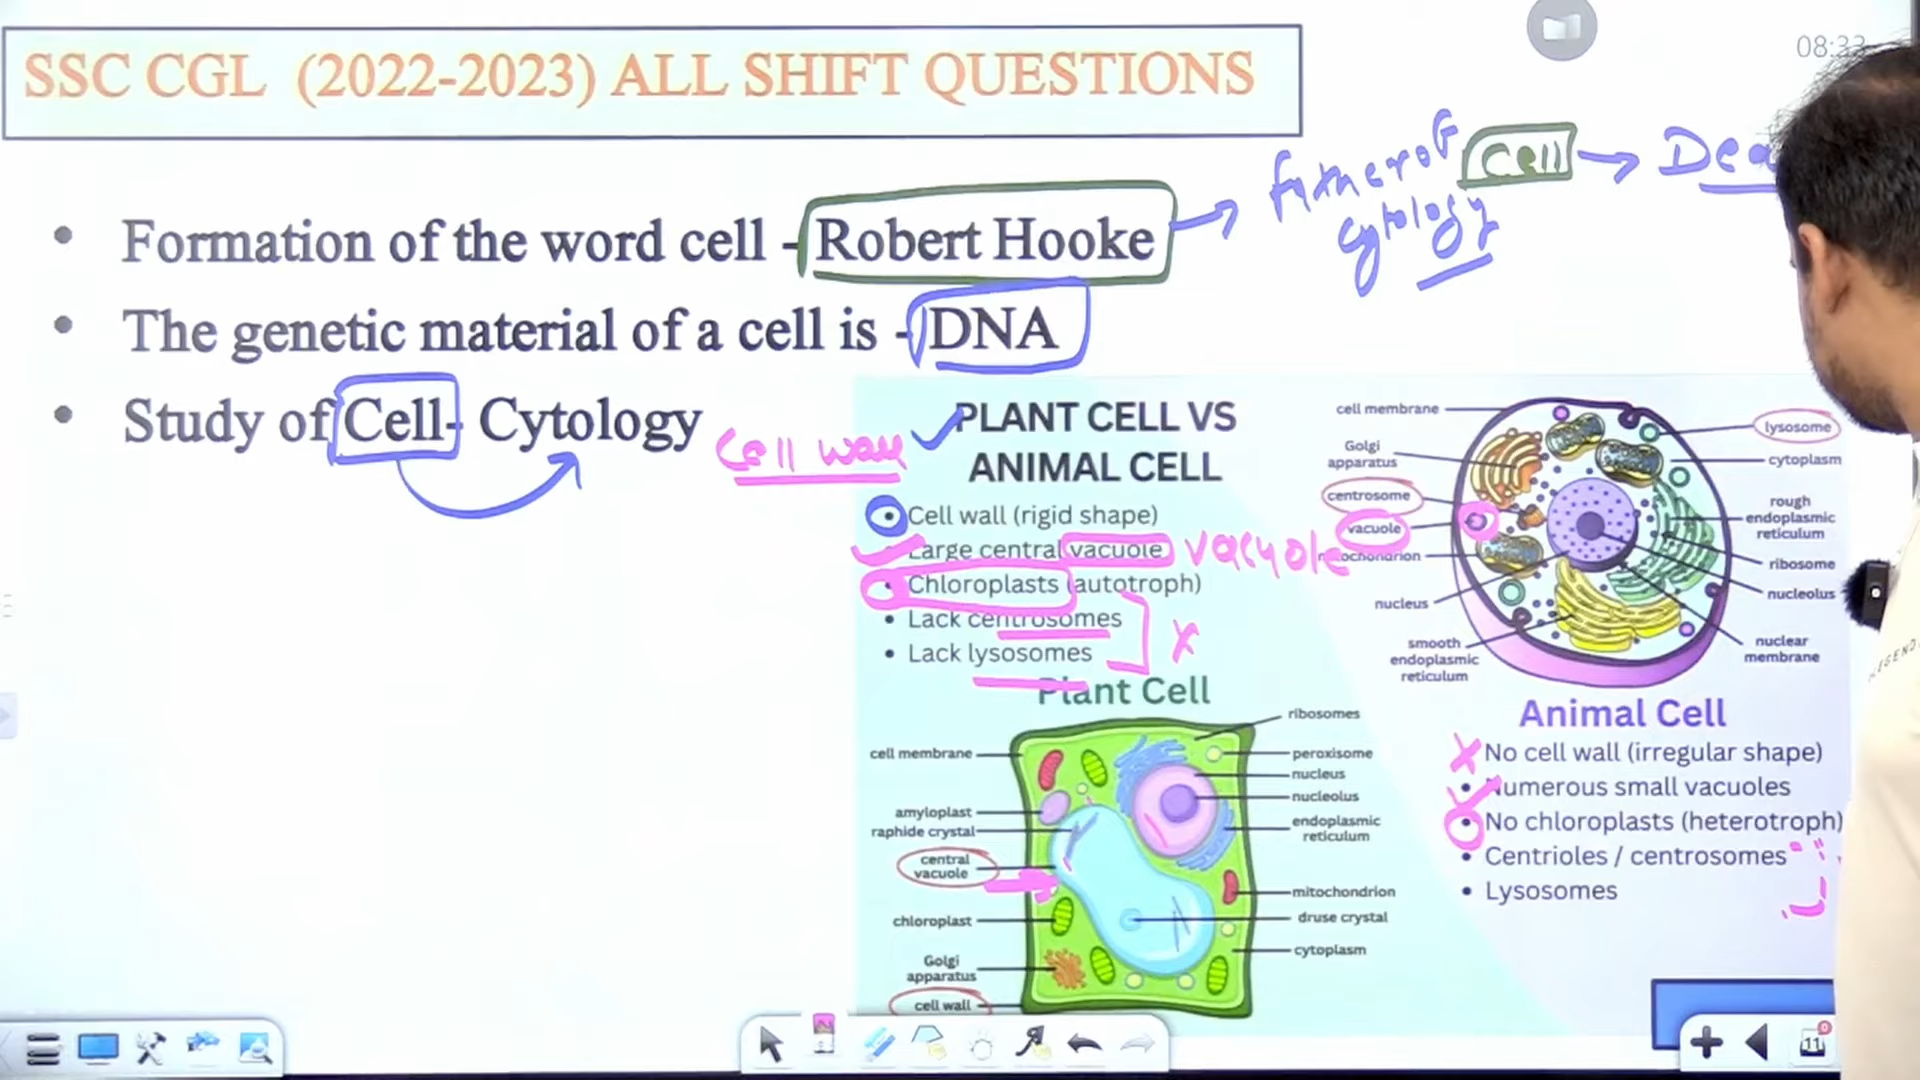 SSC CGL (2022-2023) ALL SHIFT QUESTIONS
08:33
Father of Cell → Dea
Cytology
• Formation of the word cell - Robert Hooke
• The genetic material of a cell is - DNA
• Study of Cell- Cytology
Cell wall
PLANT CELL VS
ANIMAL CELL
• Cell wall (rigid shape)
Large central vacuole
vacuole
• Chloroplasts (autotroph)
• Lack centrosomes
• Lack lysosomes
Plant Cell
cell membrane
amyloplast
raphide crystal
central
vacuole
chloroplast
Golgi
apparatus
cell wall
ribosomes
peroxisome
nucleus
nucleolus
endoplasmic
reticulum
mitochondrion
druse crystal
cytoplasm
cell membrane
Golgi
apparatus
centrosome
vacuole
nucleus
smooth
endoplasmic
reticulum
lysosome
cytoplasm
rough
endoplasmic
reticulum
ribosome
nucleolus
nuclear
membrane
Animal Cell
No cell wall (irregular shape)
• Numerous small vacuoles
• No chloroplasts (heterotroph)
• Centrioles / centrosomes
• Lysosomes
11
0